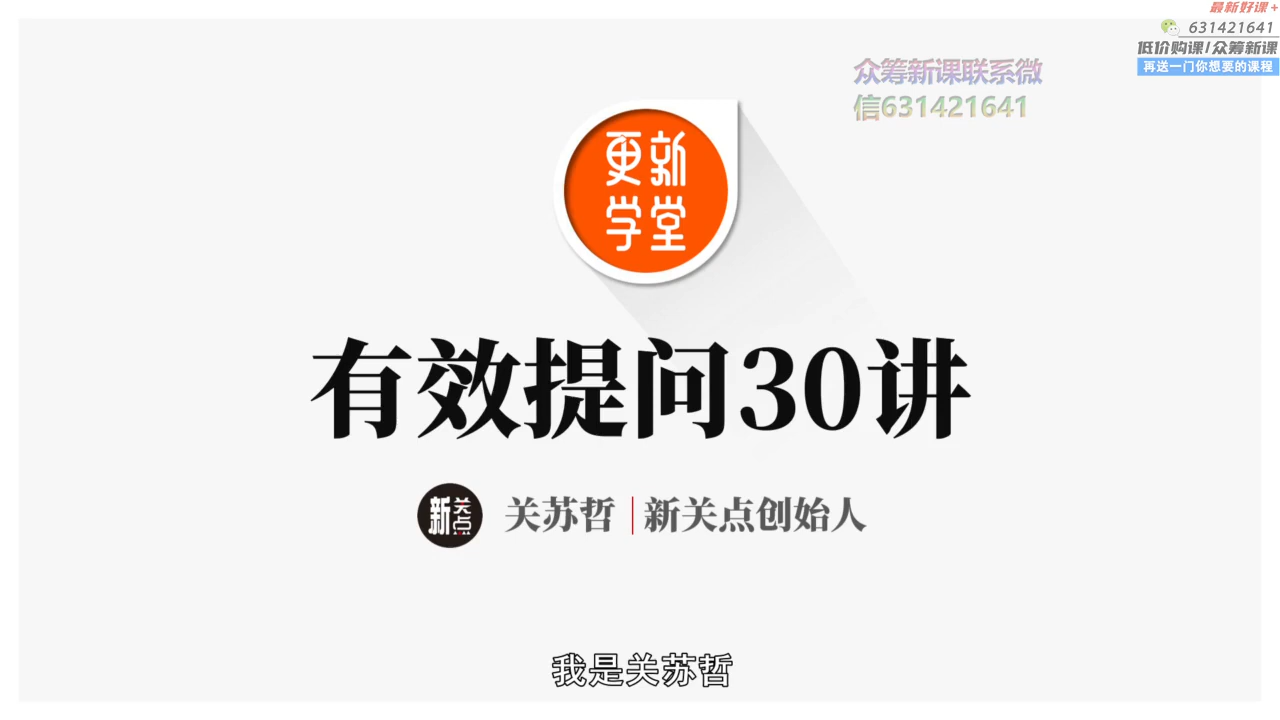 最新好课+
631421641
低价购课/众筹新课
再送一门你想要的课程
众筹新课联系微
信631421641
更新
学堂
有效提问30讲
新关点
关苏哲|新关点创始人
我是关苏哲